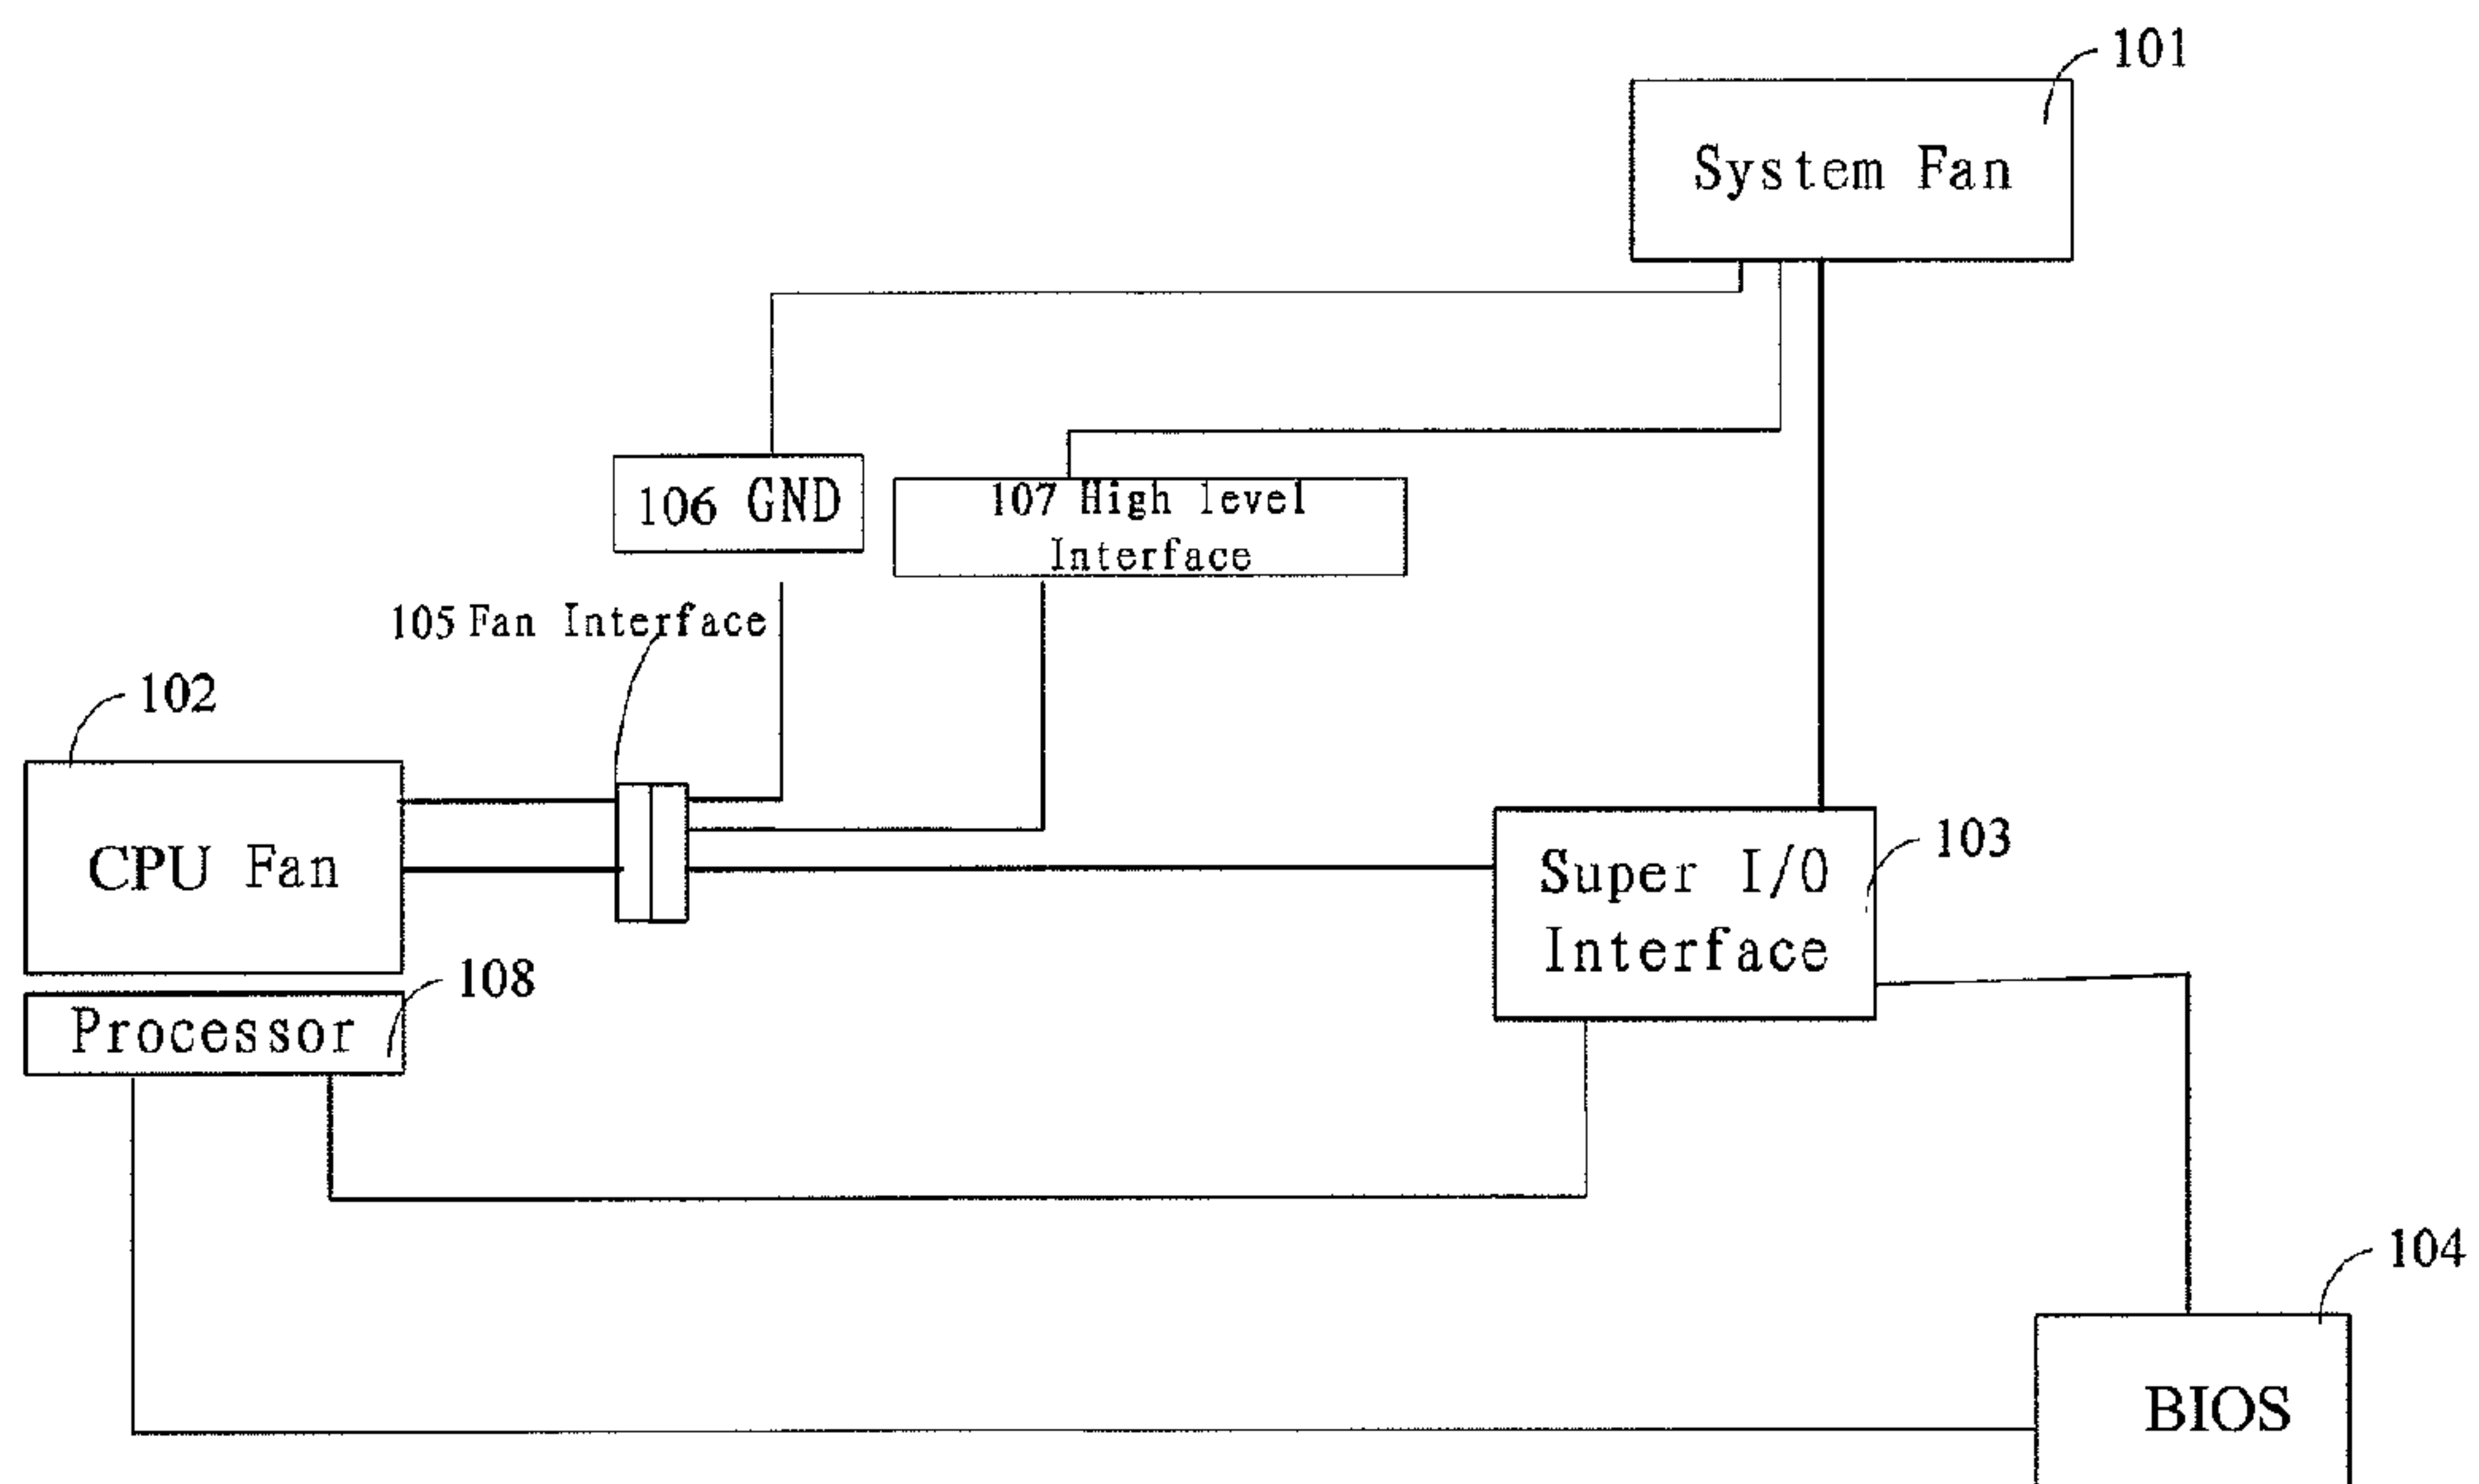 101
System Fan
106 GND
107 High level
Interface
105 Fan Interface
102
CPU Fan
103
Super I/O
Interface
108
Processor
104
BIOS